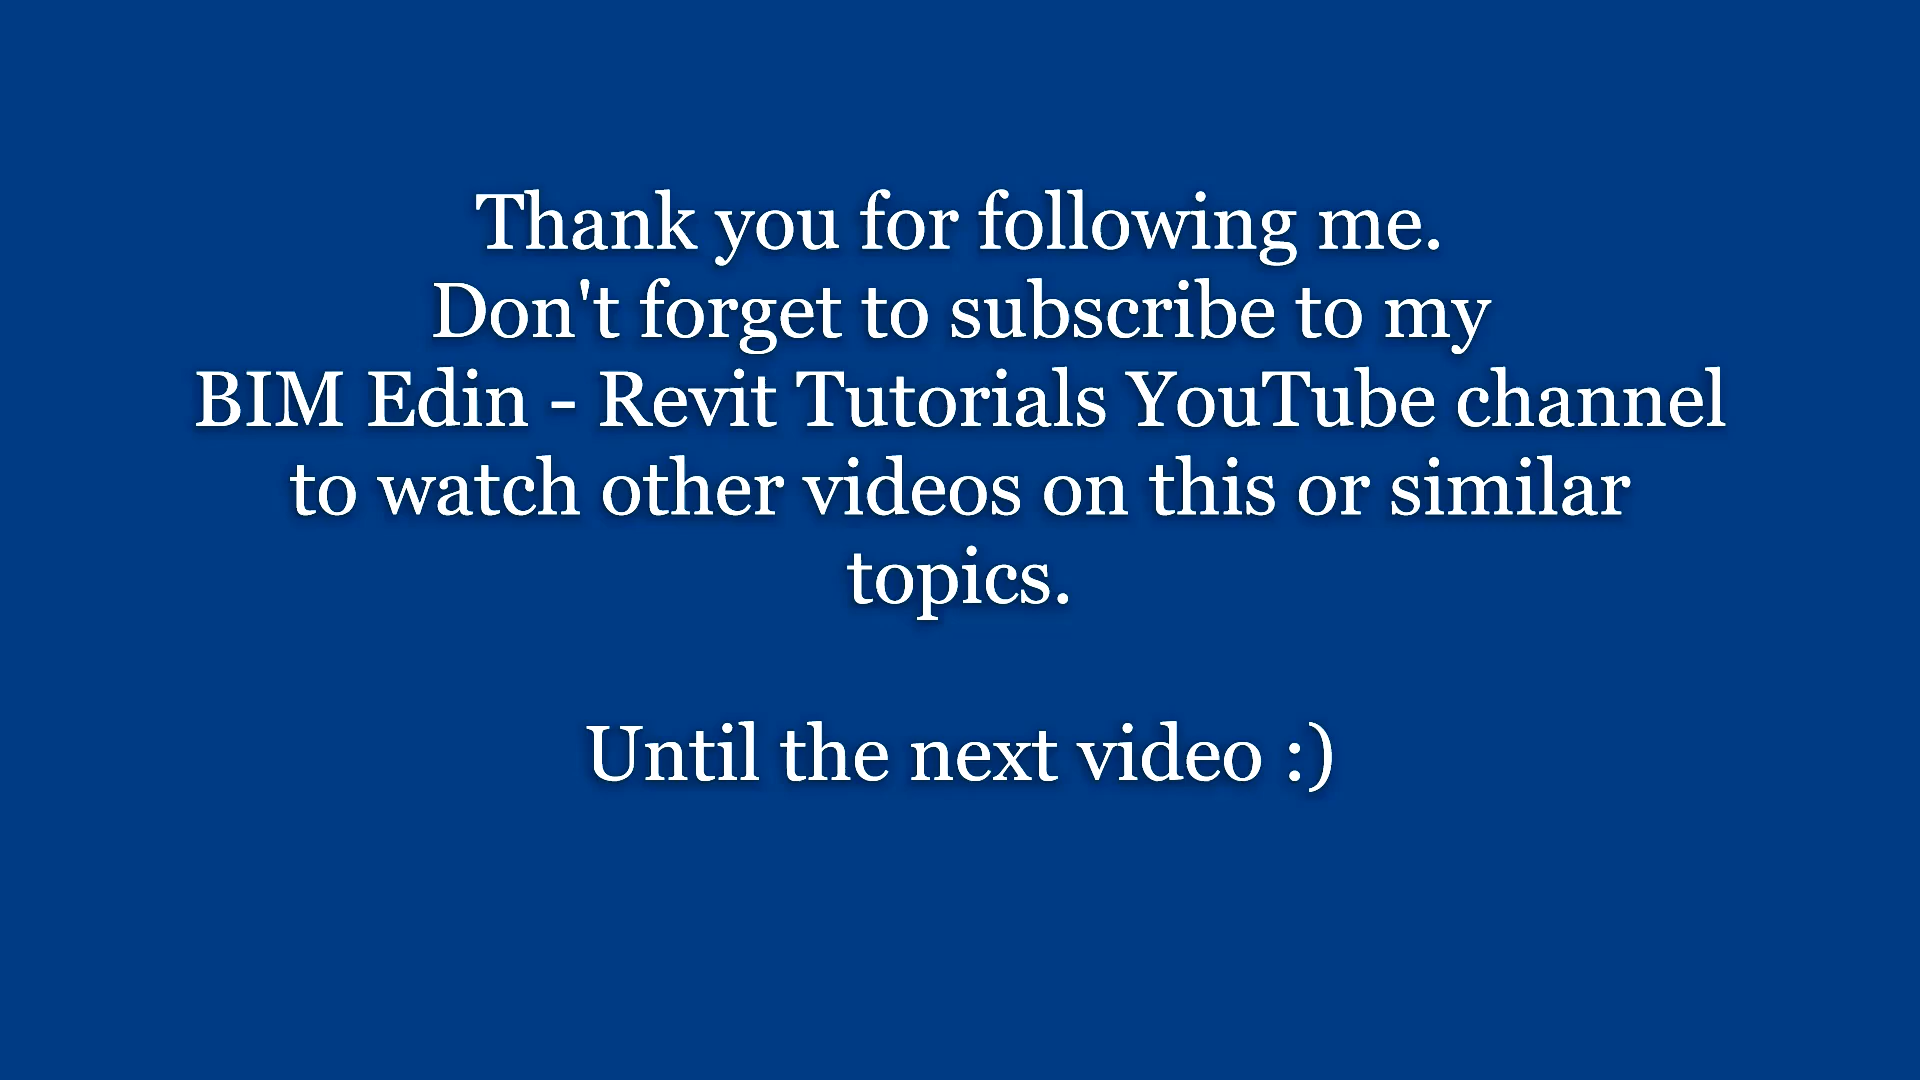 Thank you for following me.
Don't forget to subscribe to my
BIM Edin - Revit Tutorials YouTube channel
to watch other videos on this or similar
topics.
Until the next video :)